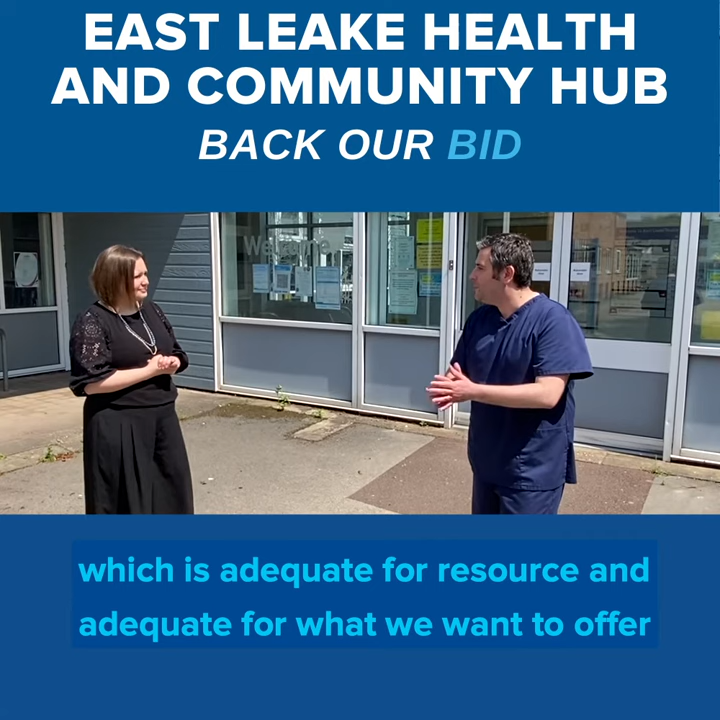 EAST LEAKE HEALTH
AND COMMUNITY HUB
BACK OUR BID
Welcome
which is adequate for resource and
adequate for what we want to offer